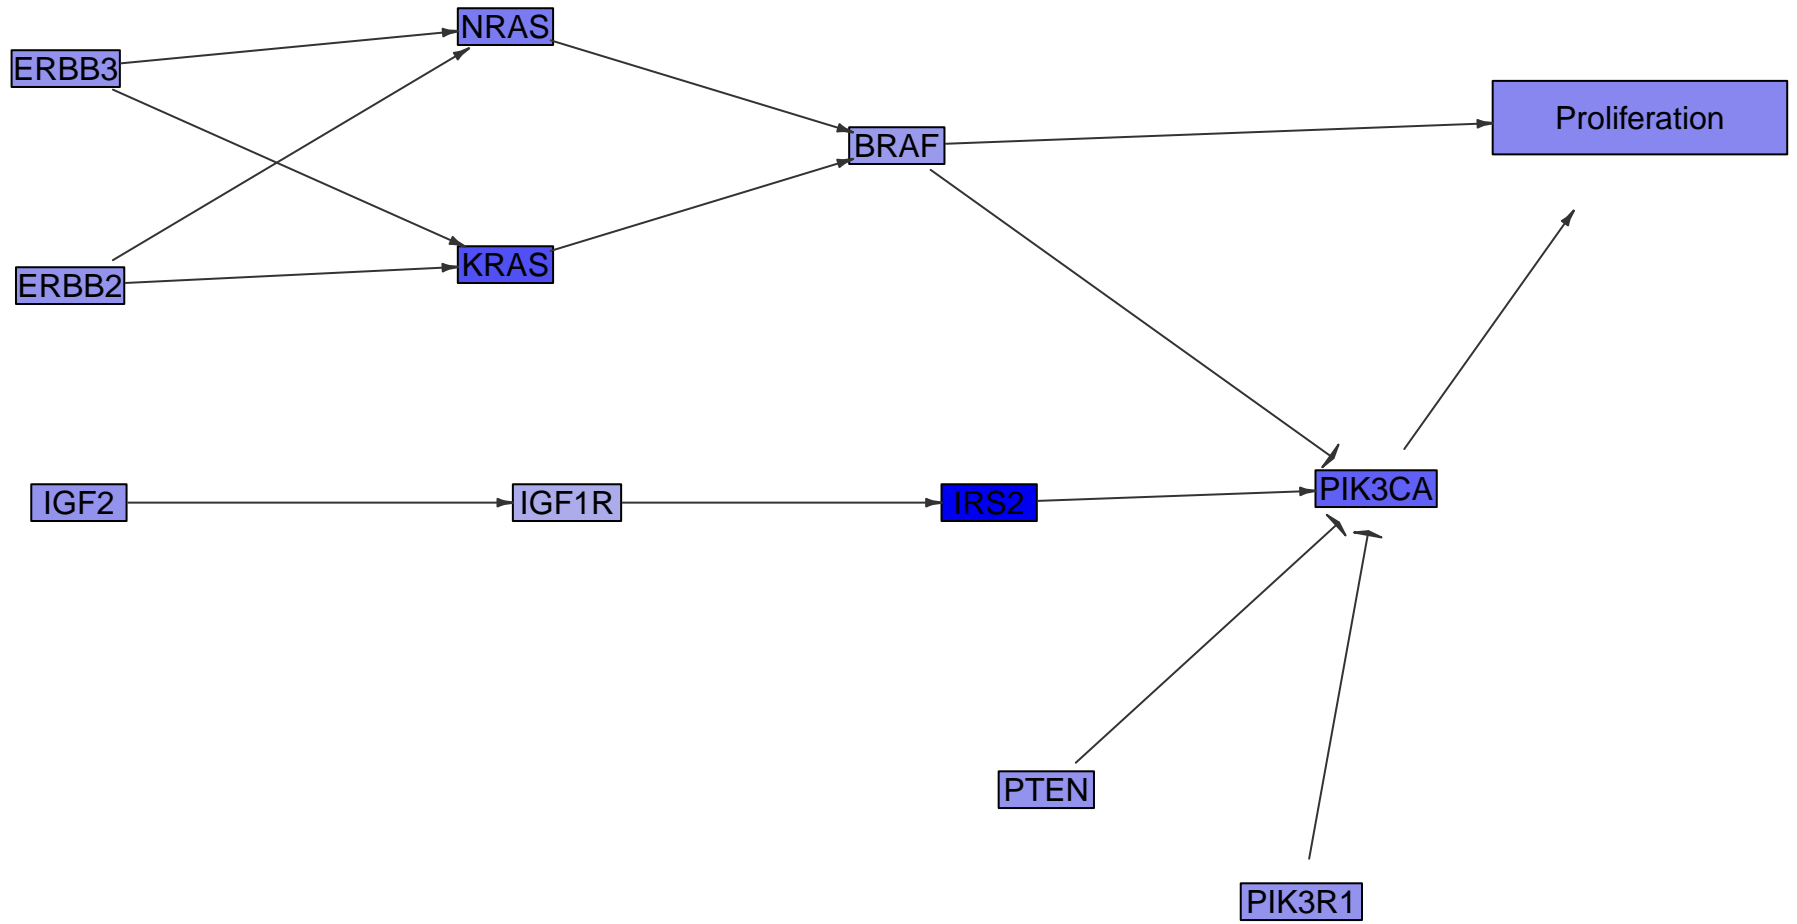 NRAS
ERBB3
Proliferation
BRAF
KRAS
ERBB2
PIK3CA
IGF2
IGF1R
IRS2
PTEN
PIK3R1